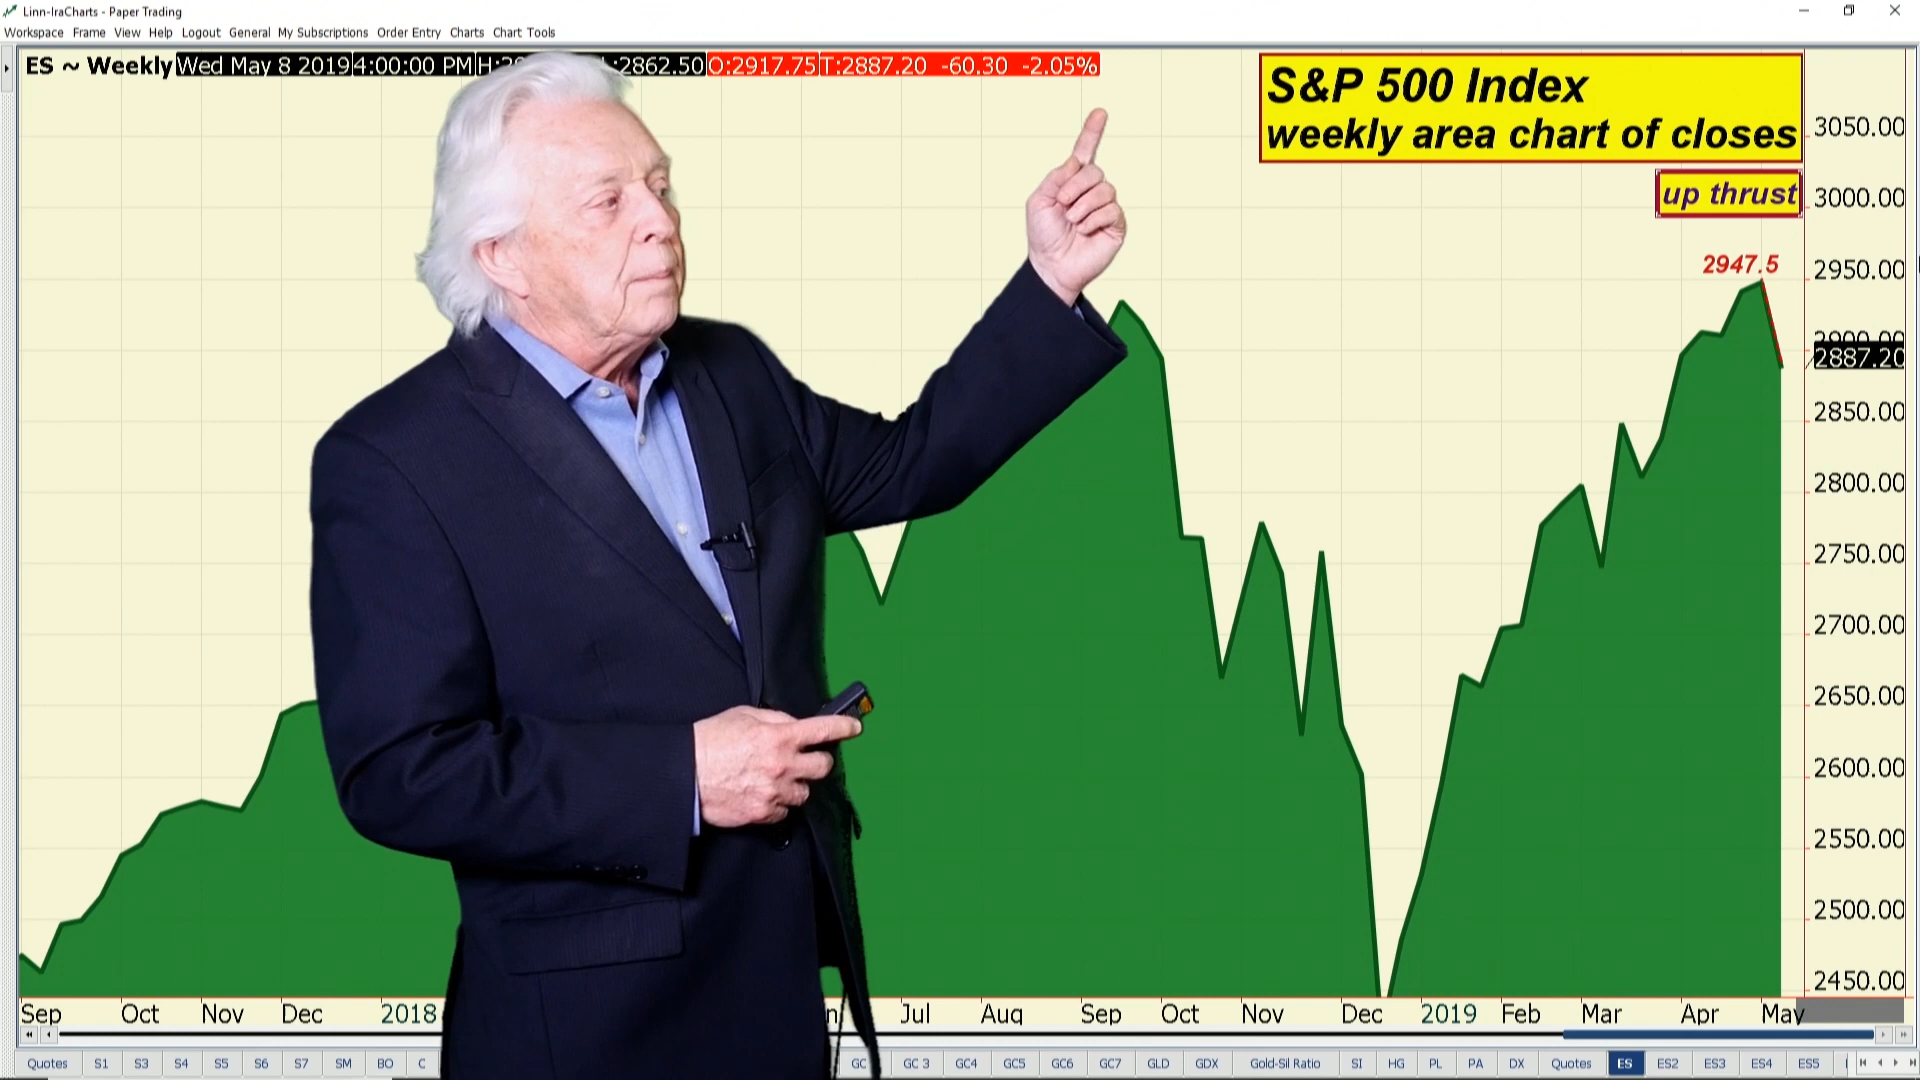 Linn-IraCharts - Paper Trading
Workspace Frame View Help Logout General My Subscriptions Order Entry Charts Chart Tools
ES ~ Weekly Wed May 8 2019 4:00:00 PM :2862.50 O:2917.75 T:2887.20 -60.30 -2.05%
S&P 500 Index
weekly area chart of closes
up thrust
2947.5
3050.00
3000.00
2950.00
2900.00
2887.20
2850.00
2800.00
2750.00
2700.00
2650.00
2600.00
2550.00
2500.00
2450.00
Sep Oct Nov Dec 2018 Jul Aug Sep Oct Nov Dec 2019 Feb Mar Apr May
Quotes S1 S3 S4 S5 S6 S7 SM BO C GC GC 3 GC4 GC5 GC6 GC7 GLD GDX Gold-Sil Ratio SI HG PL PA DX Quotes ES ES2 ES3 ES4 ES5